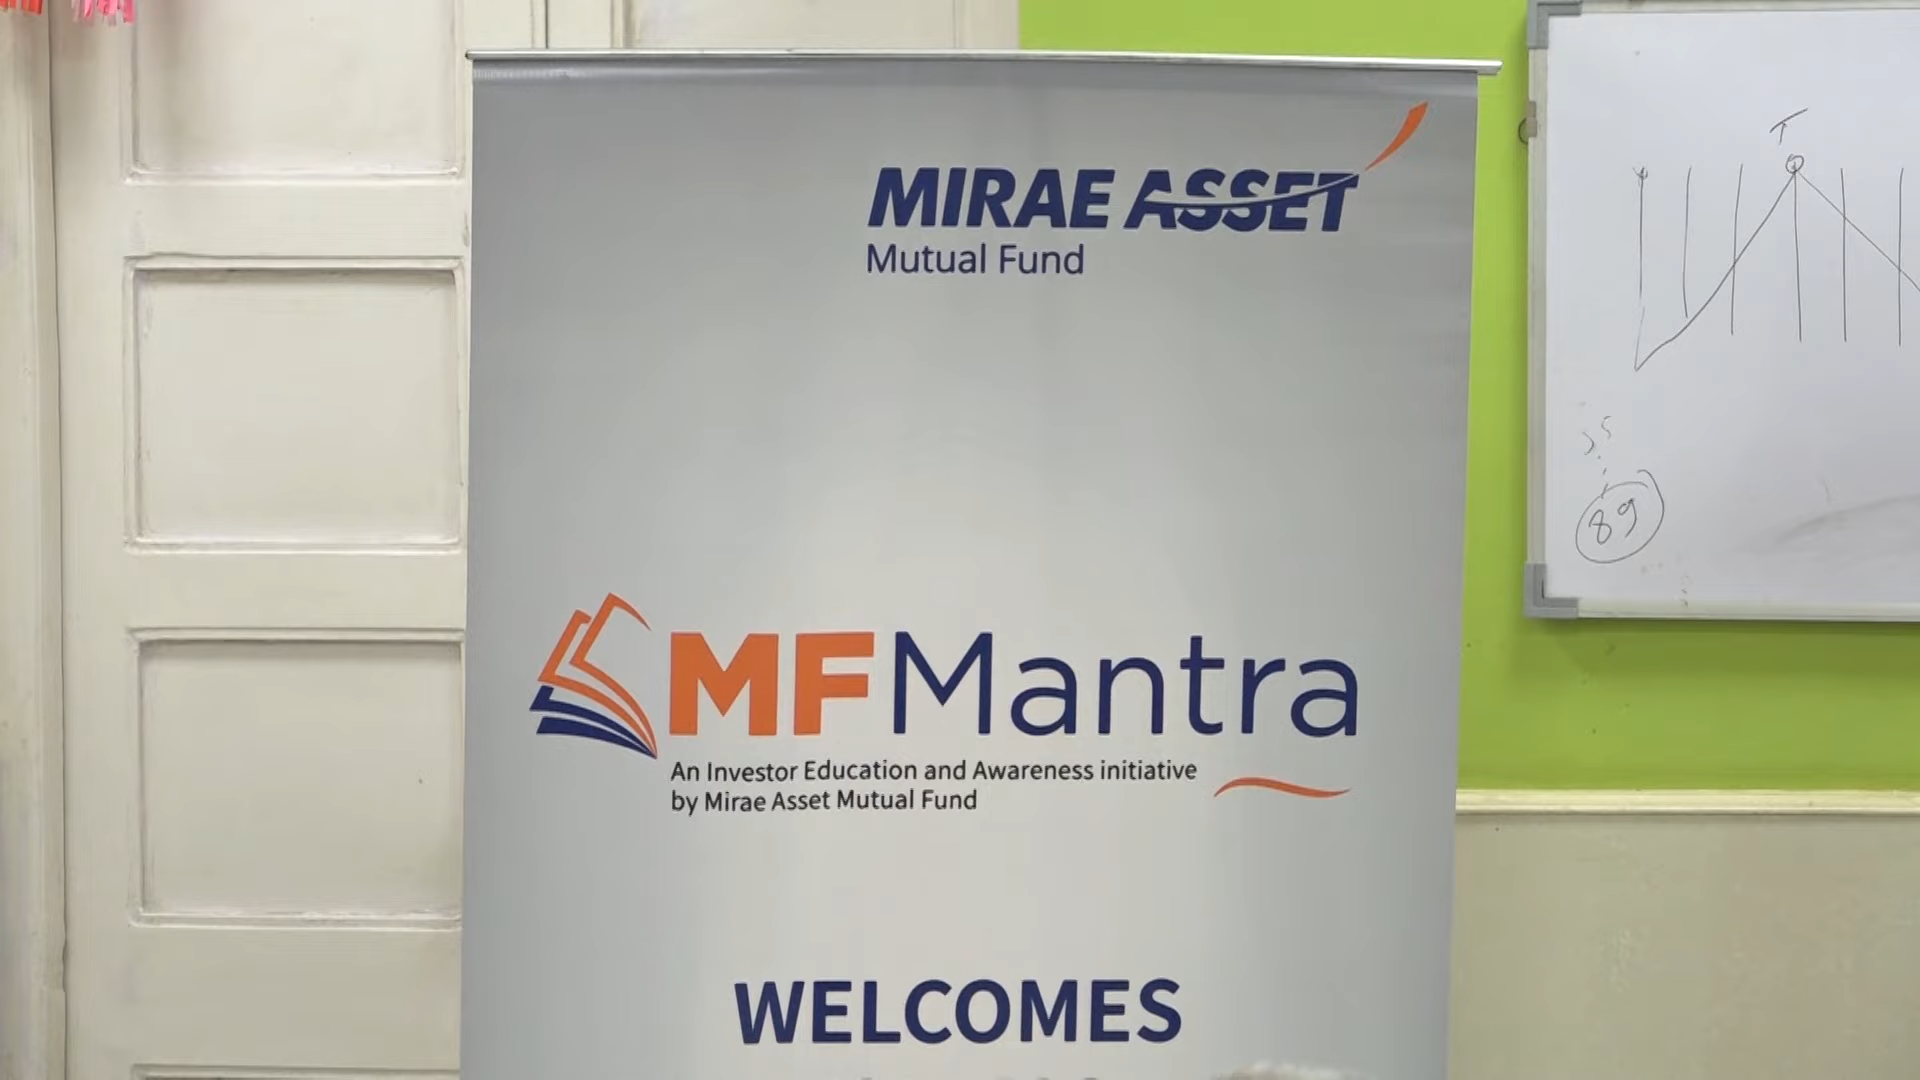 MIRAE ASSET
Mutual Fund
MFMantra
An Investor Education and Awareness initiative
by Mirae Asset Mutual Fund
WELCOMES
89